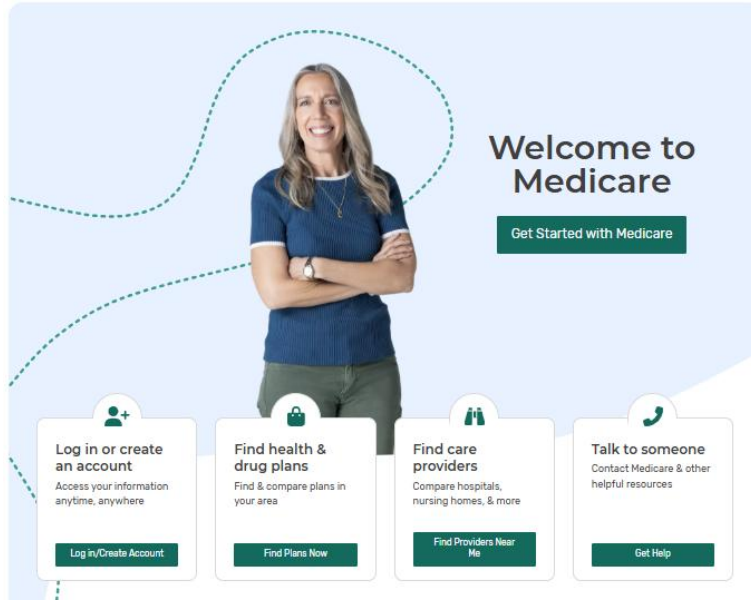 Welcome to
Medicare
Get Started with Medicare
Log in or create
an account
Access your information
anytime, anywhere
Log in/Create Account
Find health &
drug plans
Find & compare plans in
your area
Find Plans Now
Find care
providers
Compare hospitals,
nursing homes, & more
Find Providers Near
Me
Talk to someone
Contact Medicare & other
helpful resources
Get Help